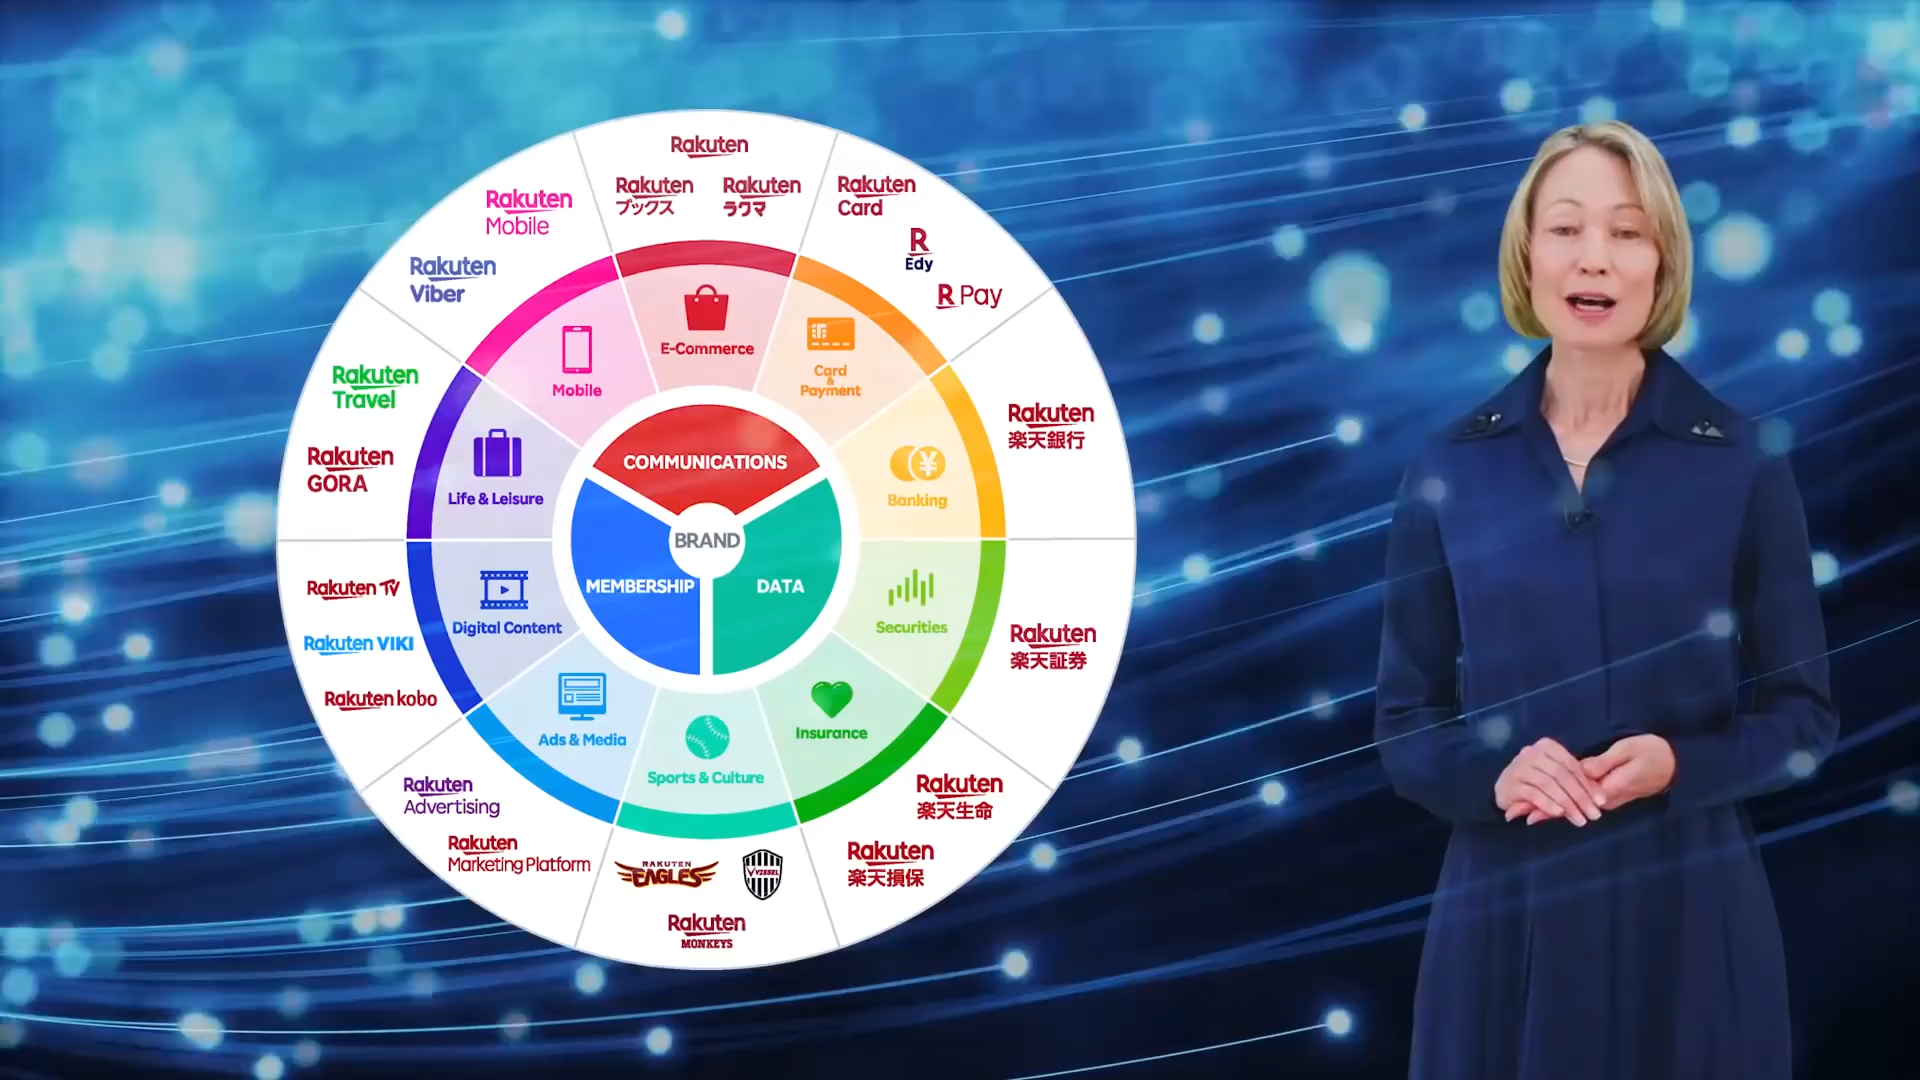 Rakuten
Rakuten
ブックス
Rakuten
ラクマ
Rakuten
Card
R
Edy
R Pay
Rakuten
楽天銀行
Rakuten
楽天証券
Rakuten
楽天生命
Rakuten
楽天損保
RAKUTEN
EAGLES
VISSEL
Rakuten
MONKEYS
Rakuten
Advertising
Rakuten
Marketing Platform
Rakuten TV
Rakuten VIKI
Rakuten kobo
Rakuten
Travel
Rakuten
GORA
Rakuten
Mobile
Rakuten
Viber
E-Commerce
Card
&
Payment
Banking
Securities
Insurance
Sports & Culture
Ads & Media
Digital Content
Life & Leisure
Mobile
COMMUNICATIONS
BRAND
MEMBERSHIP
DATA